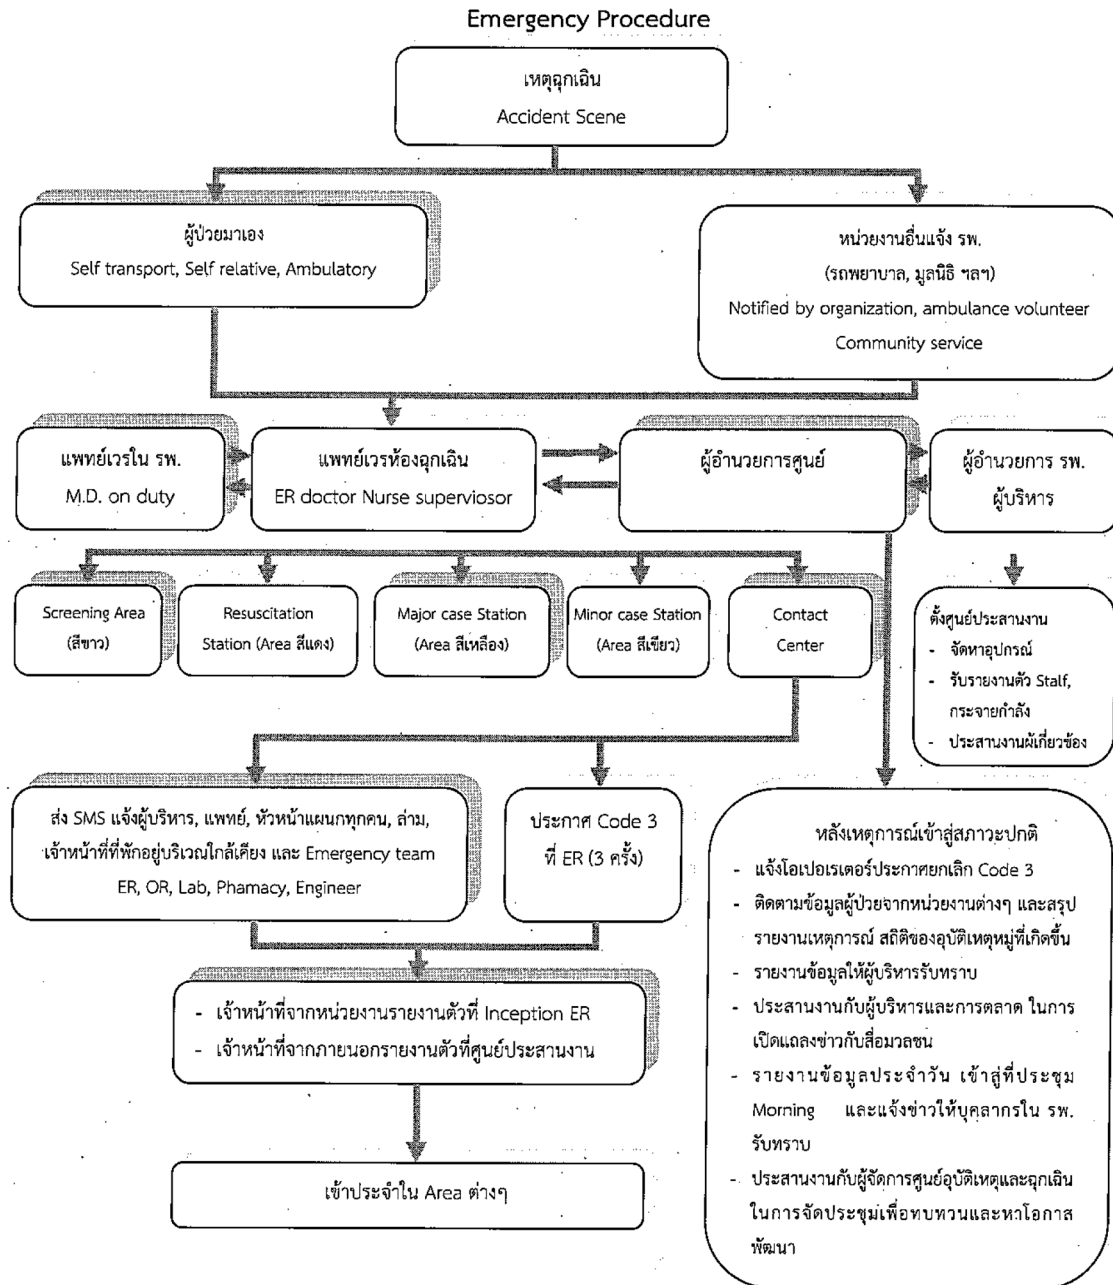 Emergency Procedure
เหตุฉุกเฉิน
Accident Scene
ผู้ป่วยมาเอง
Self transport, Self relative, Ambulatory
หน่วยงานอื่นแจ้ง รพ.
(รถพยาบาล, มูลนิธิ ฯลฯ)
Notified by organization, ambulance volunteer
Community service
แพทย์เวรใน รพ.
M.D. on duty
แพทย์เวรห้องฉุกเฉิน
ER doctor Nurse superviosor
ผู้อำนวยการศูนย์
ผู้อำนวยการ รพ.
ผู้บริหาร
Screening Area
(สีขาว)
Resuscitation
Station (Area สีแดง)
Major case Station
(Area สีเหลือง)
Minor case Station
(Area สีเขียว)
Contact
Center
ตั้งศูนย์ประสานงาน
- จัดหาอุปกรณ์
- รับรายงานตัว Stalf,
กระจายกำลัง
- ประสานงานผู้เกี่ยวข้อง
ส่ง SMS แจ้งผู้บริหาร, แพทย์, หัวหน้าแผนกทุกคน, ล่าม,
เจ้าหน้าที่ที่พักอยู่บริเวณใกล้เคียง และ Emergency team
ER, OR, Lab, Phamacy, Engineer
ประกาศ Code 3
ที่ ER (3 ครั้ง)
- เจ้าหน้าที่จากหน่วยงานรายงานตัวที่ Inception ER
- เจ้าหน้าที่จากภายนอกรายงานตัวที่ศูนย์ประสานงาน
เข้าประจำใน Area ต่างๆ
หลังเหตุการณ์เข้าสู่สภาวะปกติ
- แจ้งโอเปอเรเตอร์ประกาศยกเลิก Code 3
- ติดตามข้อมูลผู้ป่วยจากหน่วยงานต่างๆ และสรุป
รายงานเหตุการณ์ สถิติของอุบัติเหตุหมู่ที่เกิดขึ้น
- รายงานข้อมูลให้ผู้บริหารรับทราบ
- ประสานงานกับผู้บริหารและการตลาด ในการ
เปิดแถลงข่าวกับสื่อมวลชน
- รายงานข้อมูลประจำวัน เข้าสู่ที่ประชุม
Morning และแจ้งข่าวให้บุคลากรใน รพ.
รับทราบ
- ประสานงานกับผู้จัดการศูนย์อุบัติเหตุและฉุกเฉิน
ในการจัดประชุมเพื่อทบทวนและหาโอกาส
พัฒนา